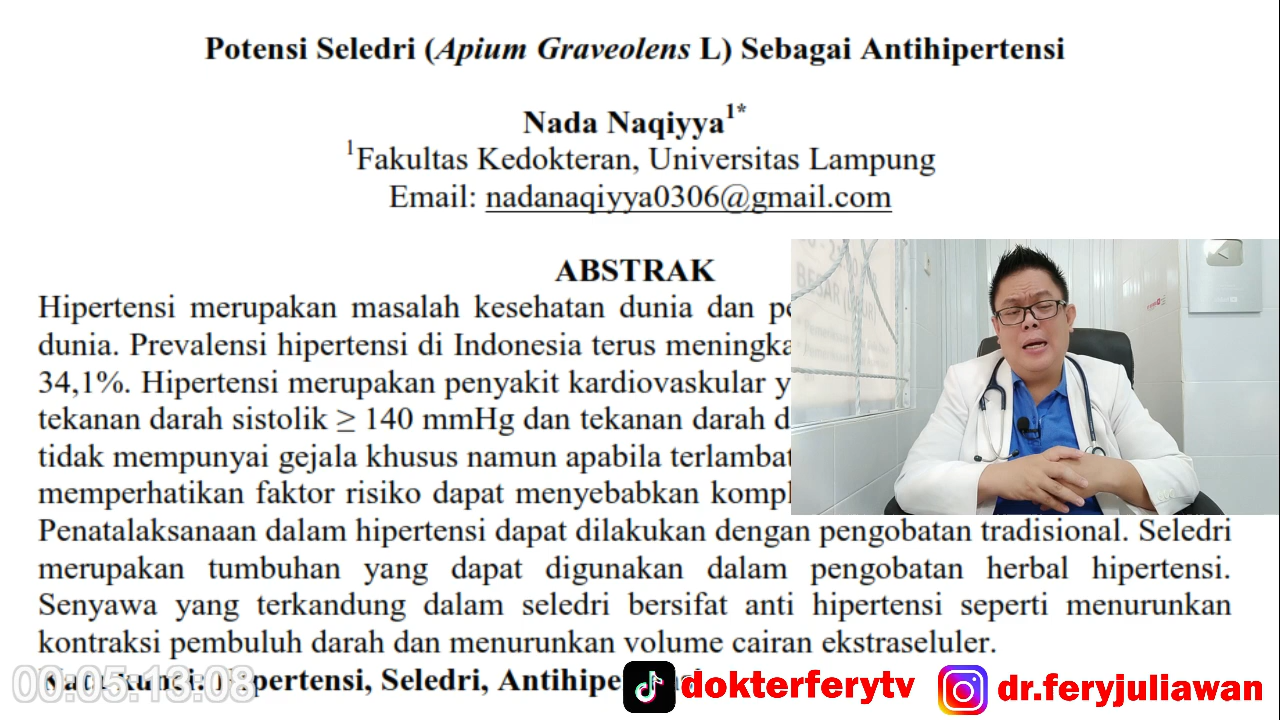 Potensi Seledri (Apium Graveolens L) Sebagai Antihipertensi
Nada Naqiyya1*
1Fakultas Kedokteran, Universitas Lampung
Email: nadanaqiyya0306@gmail.com
ABSTRAK
Hipertensi merupakan masalah kesehatan dunia dan
dunia. Prevalensi hipertensi di Indonesia terus
34,1%. Hipertensi merupakan penyakit kardiovaskular
tekanan darah sistolik ≥ 140 mmHg dan tekanan darah
tidak mempunyai gejala khusus namun apabila terlambat
memperhatikan faktor risiko dapat menyebabkan
Penatalaksanaan dalam hipertensi dapat dilakukan dengan pengobatan tradisional. Seledri
merupakan tumbuhan yang dapat digunakan dalam pengobatan herbal hipertensi.
Senyawa yang terkandung dalam seledri bersifat anti hipertensi seperti menurunkan
kontraksi pembuluh darah dan menurunkan volume cairan ekstraseluler.
Hipertensi, Seledri,
00:05:13:08
dokterferytv
dr.feryjuliawan